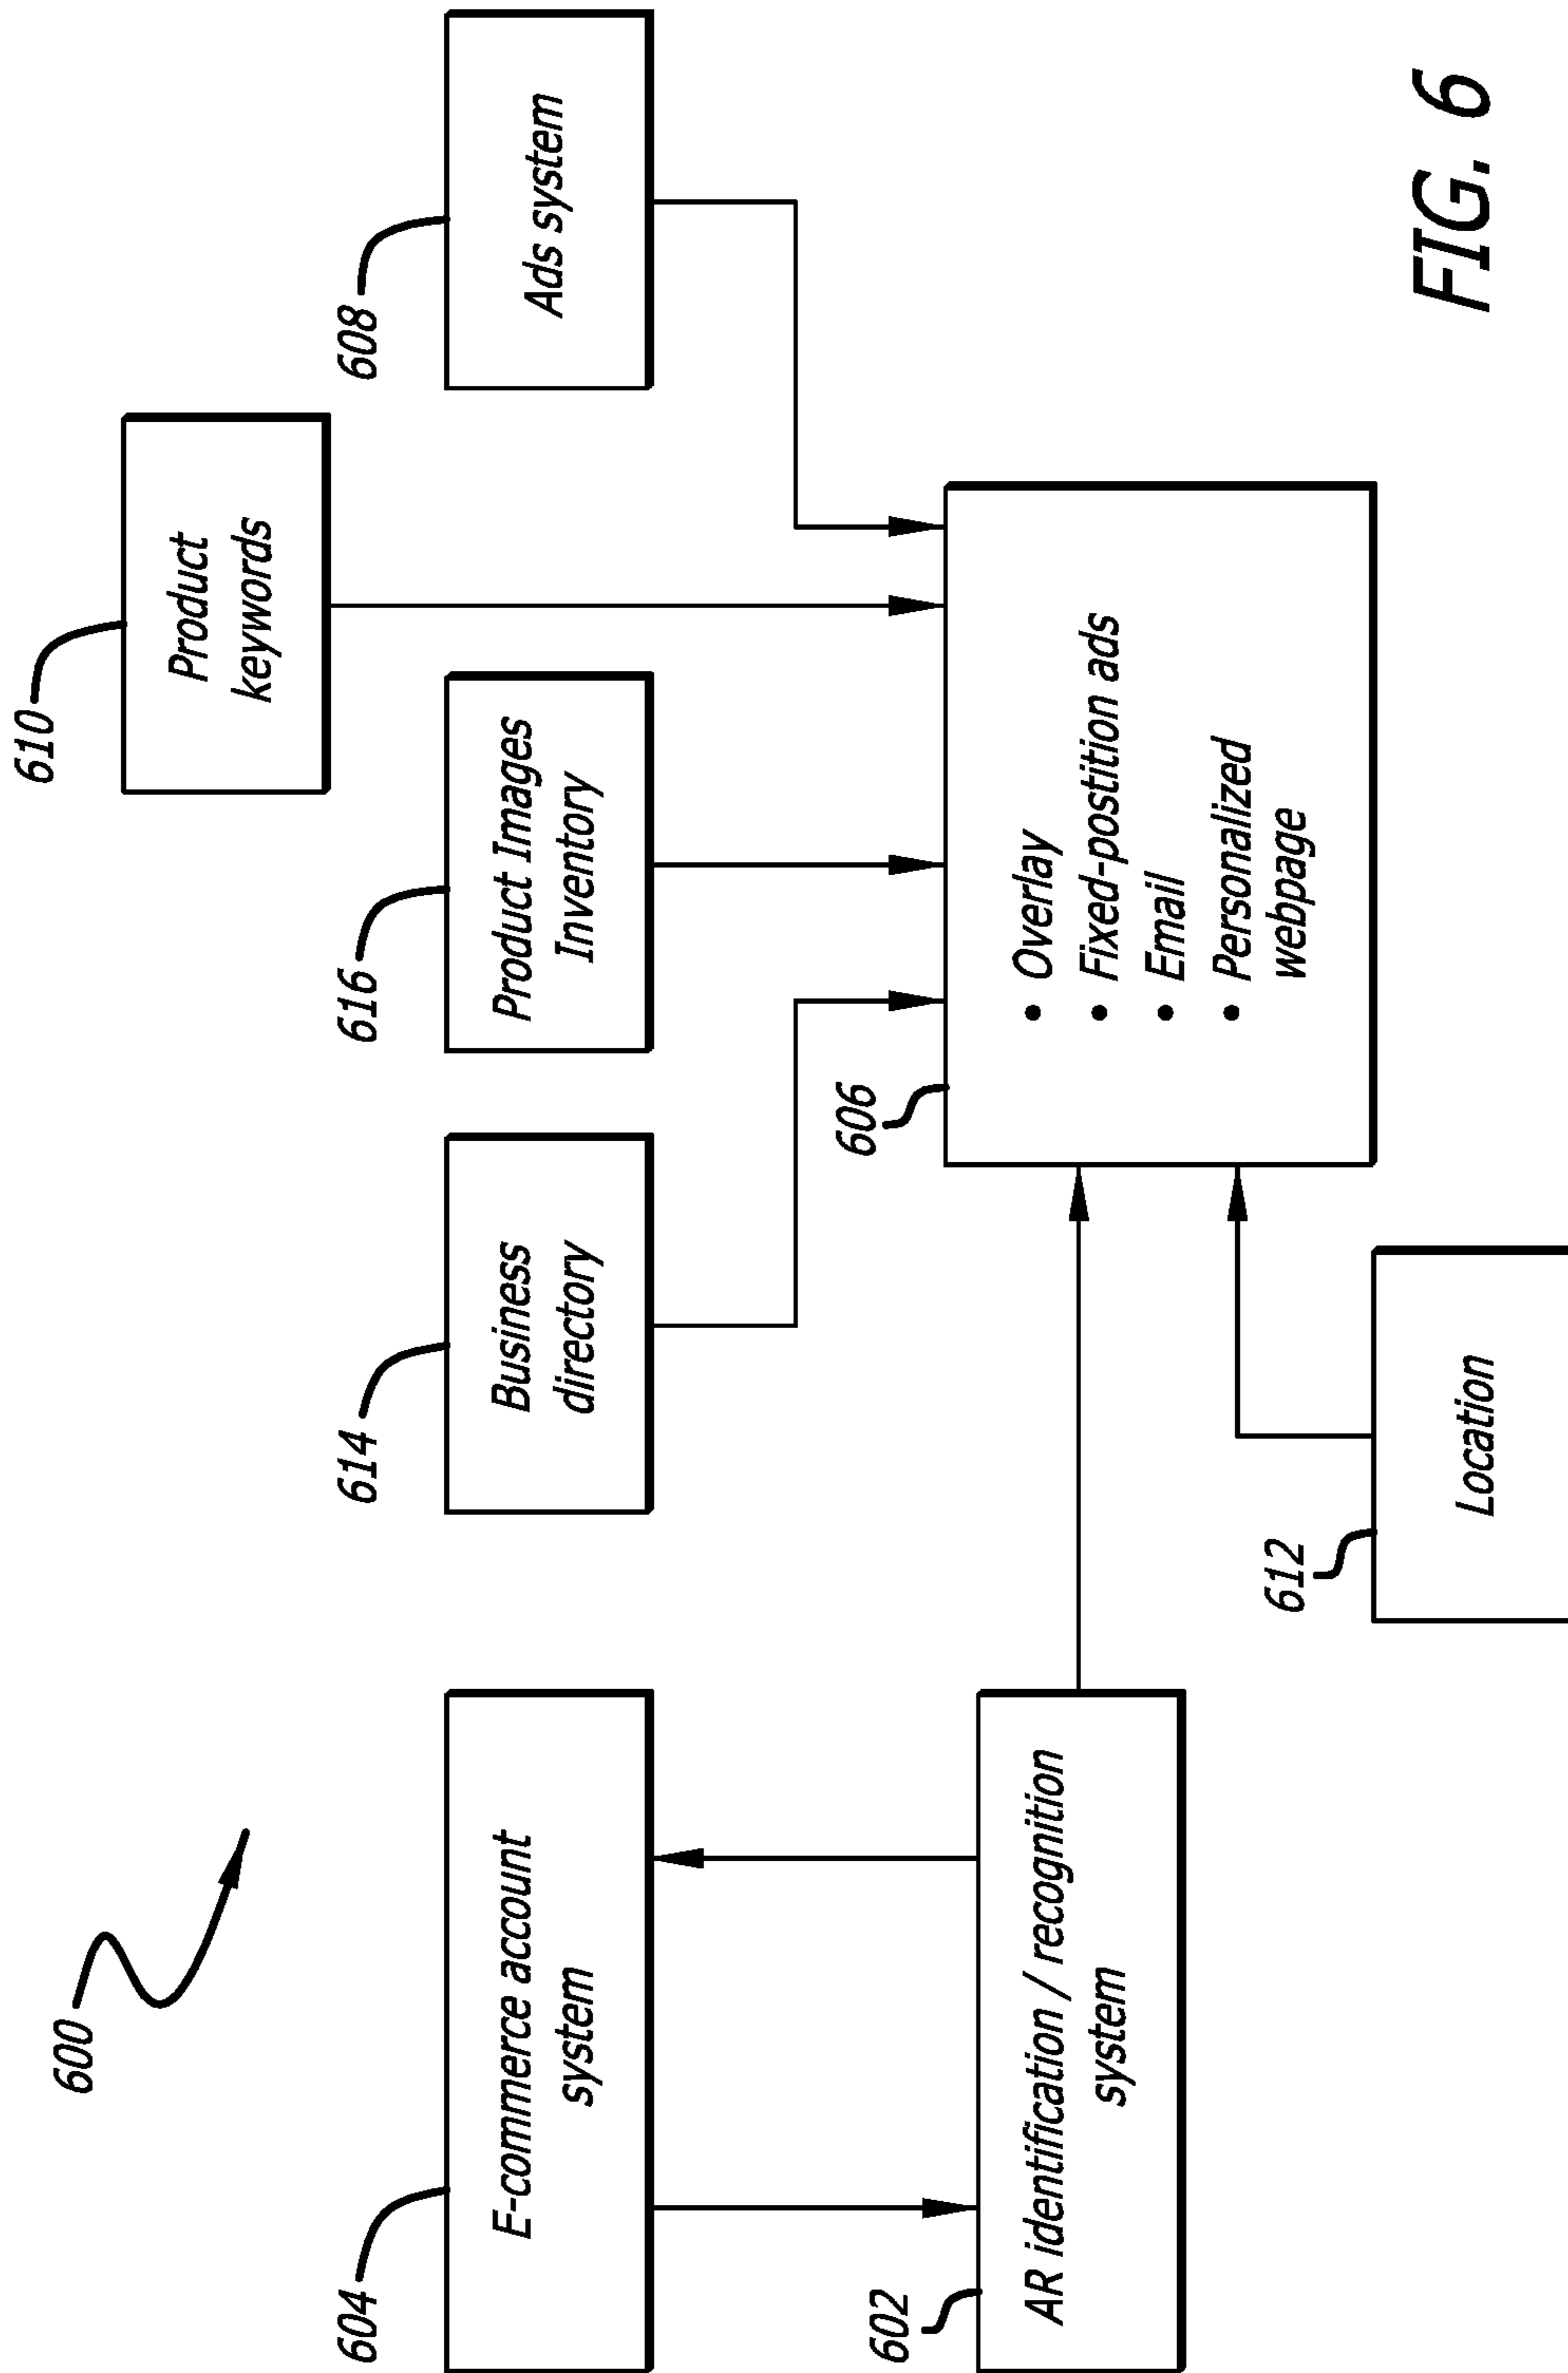 600
610
Product
keywords
604
614
616
608
E-commerce account
system
Business
directory
Product Images
Inventory
Ads system
602
606
AR identification / recognition
system
• Overlay
• Fixed-postition ads
• Email
• Personalized
webpage
612
Location
FIG. 6